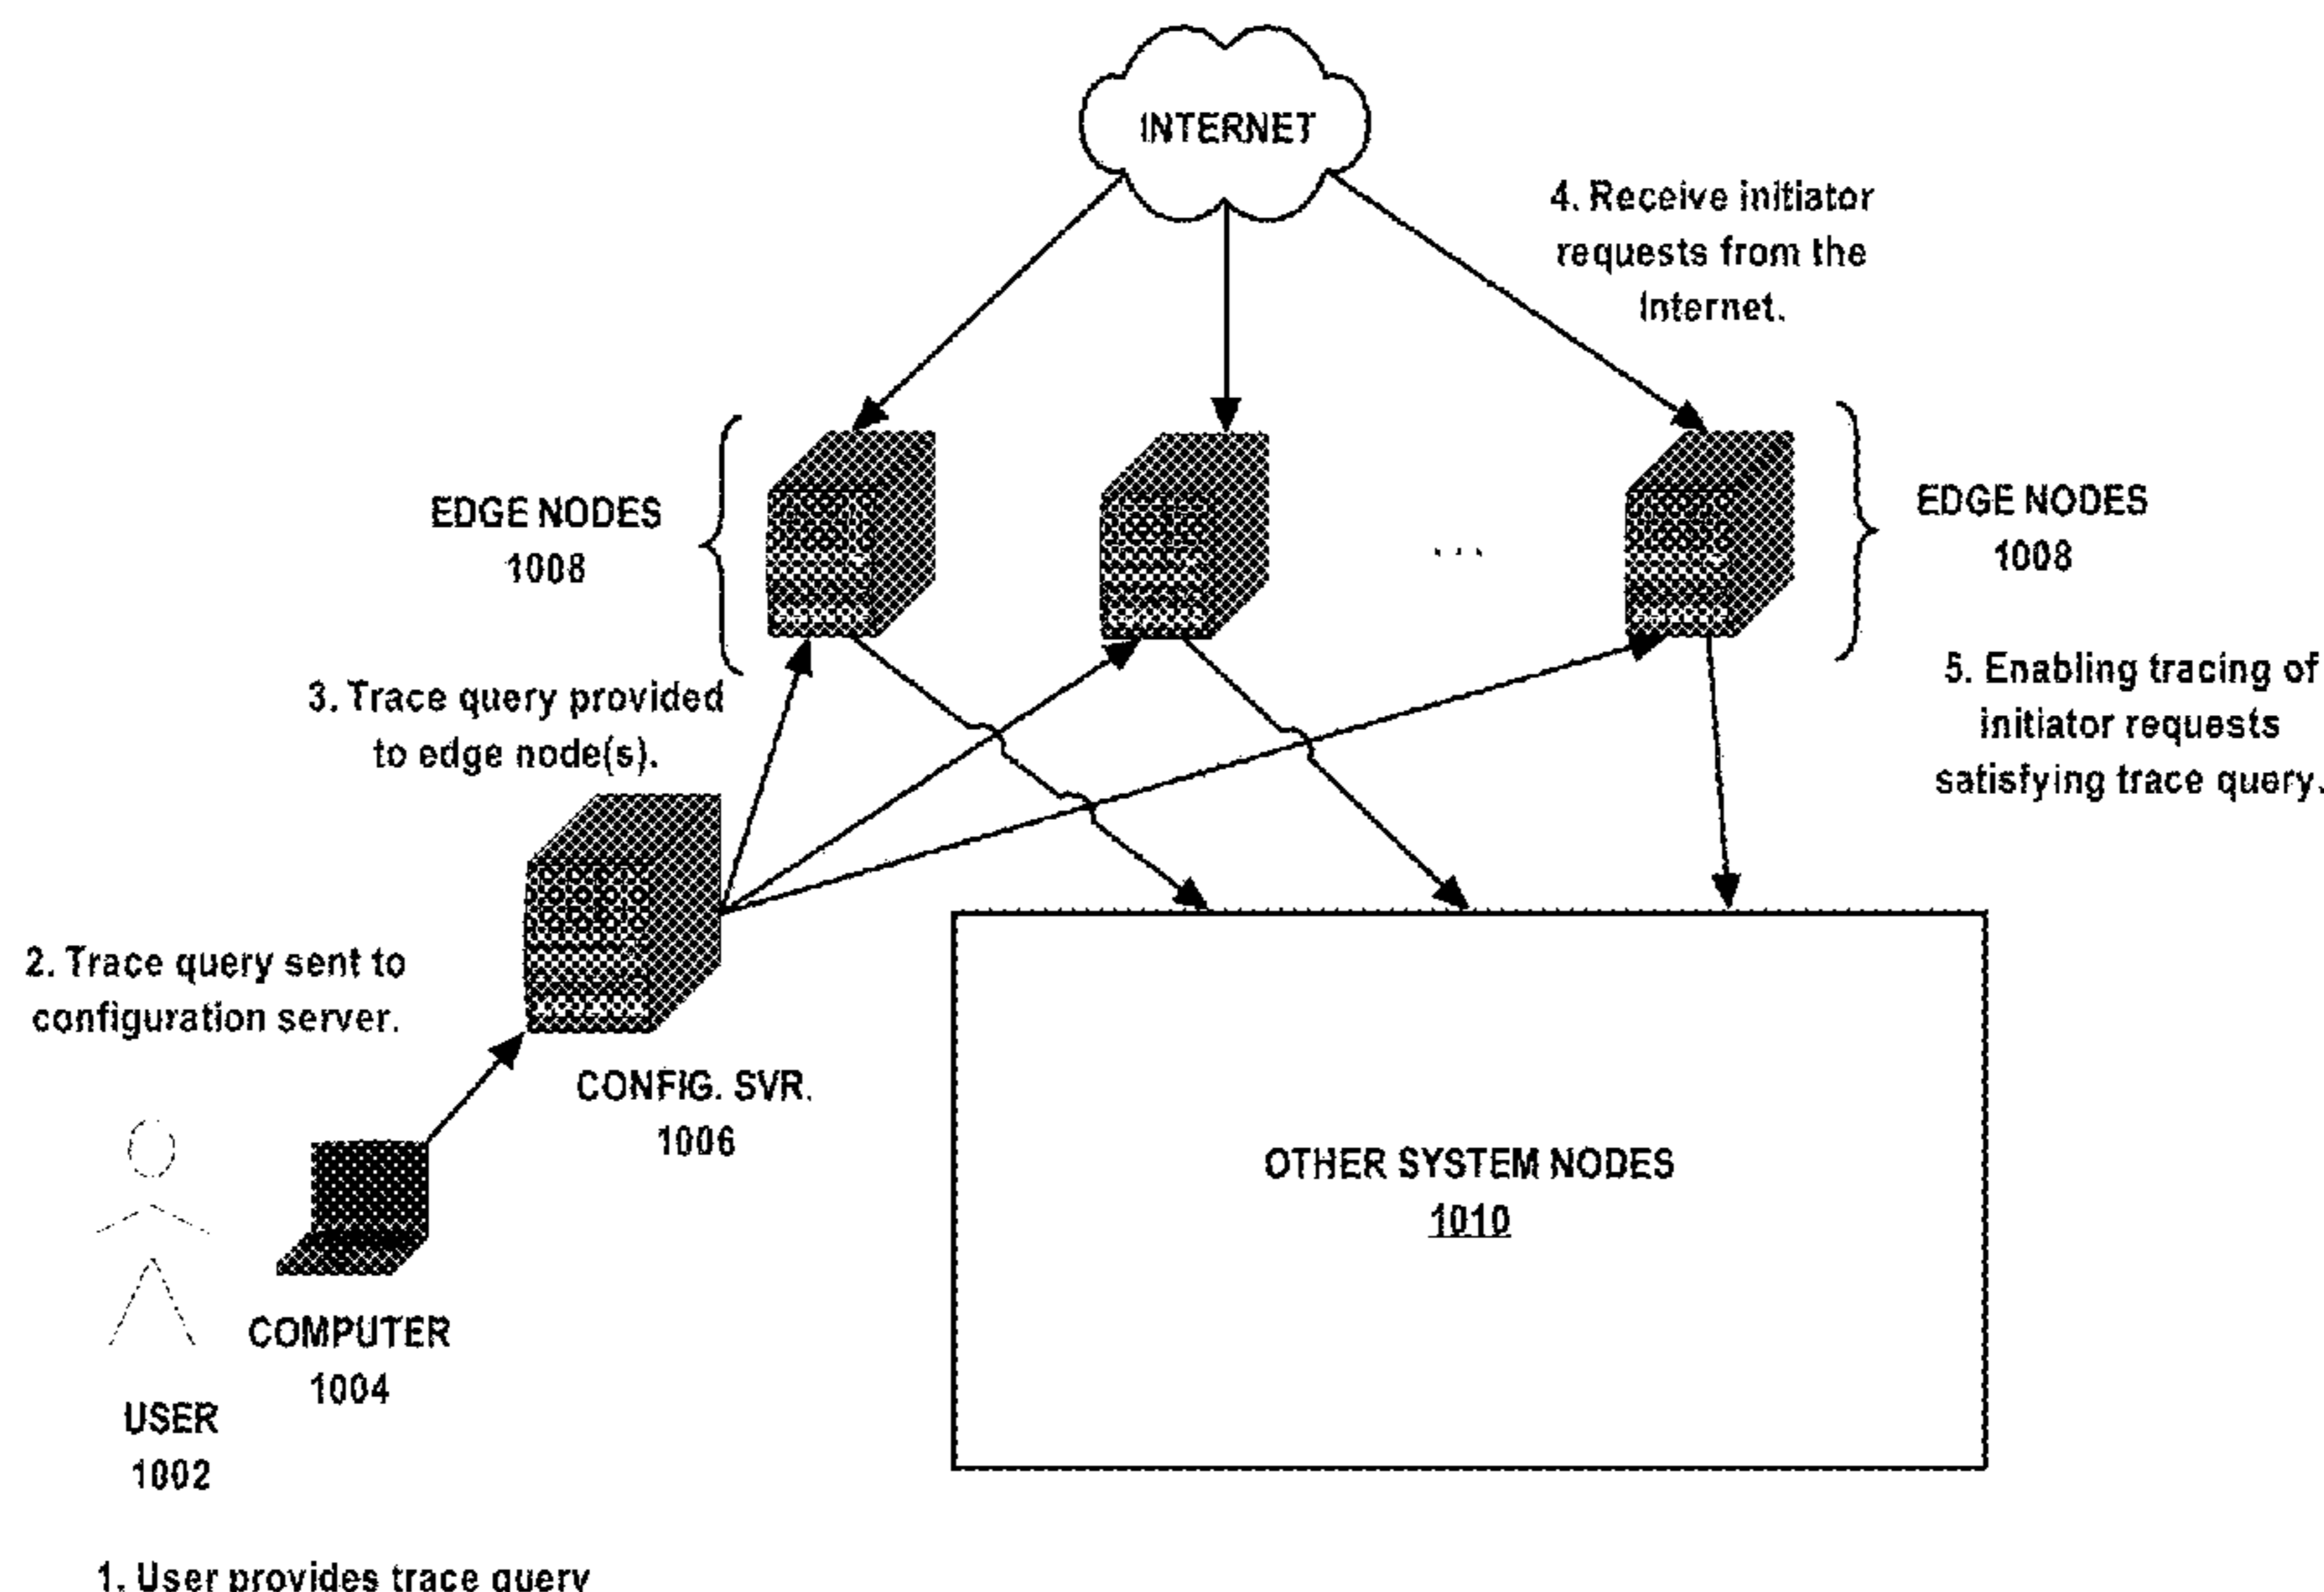 INTERNET
4. Receive initiator
requests from the
Internet.
EDGE NODES
1008
EDGE NODES
1008
3. Trace query provided
to edge node(s).
5. Enabling tracing of
initiator requests
satisfying trace query.
2. Trace query sent to
configuration server.
CONFIG. SVR.
1006
OTHER SYSTEM NODES
1010
COMPUTER
1004
USER
1002
1. User provides trace query